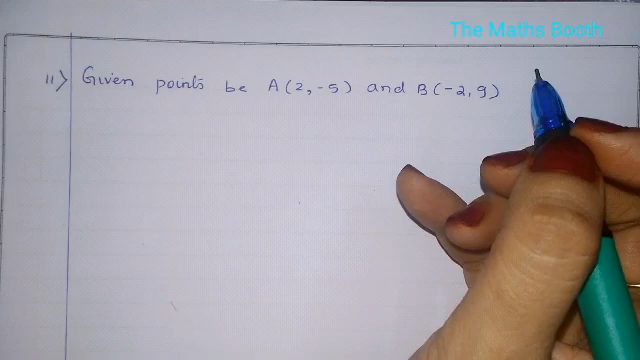 The Maths Booth
11> Given points be A (2, -5) and B (-2, 9)